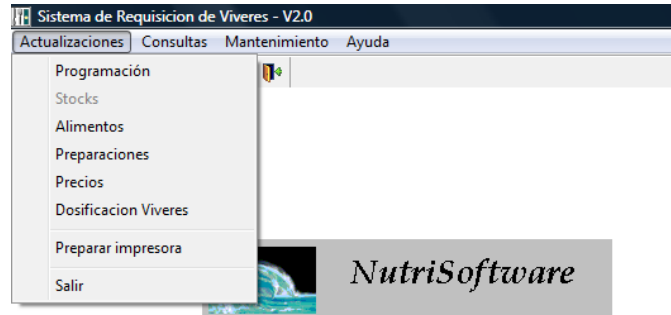 Sistema de Requisicion de Viveres - V2.0
Actualizaciones Consultas Mantenimiento Ayuda
Programación
Stocks
Alimentos
Preparaciones
Precios
Dosificacion Viveres
Preparar impresora
Salir
NutriSoftware